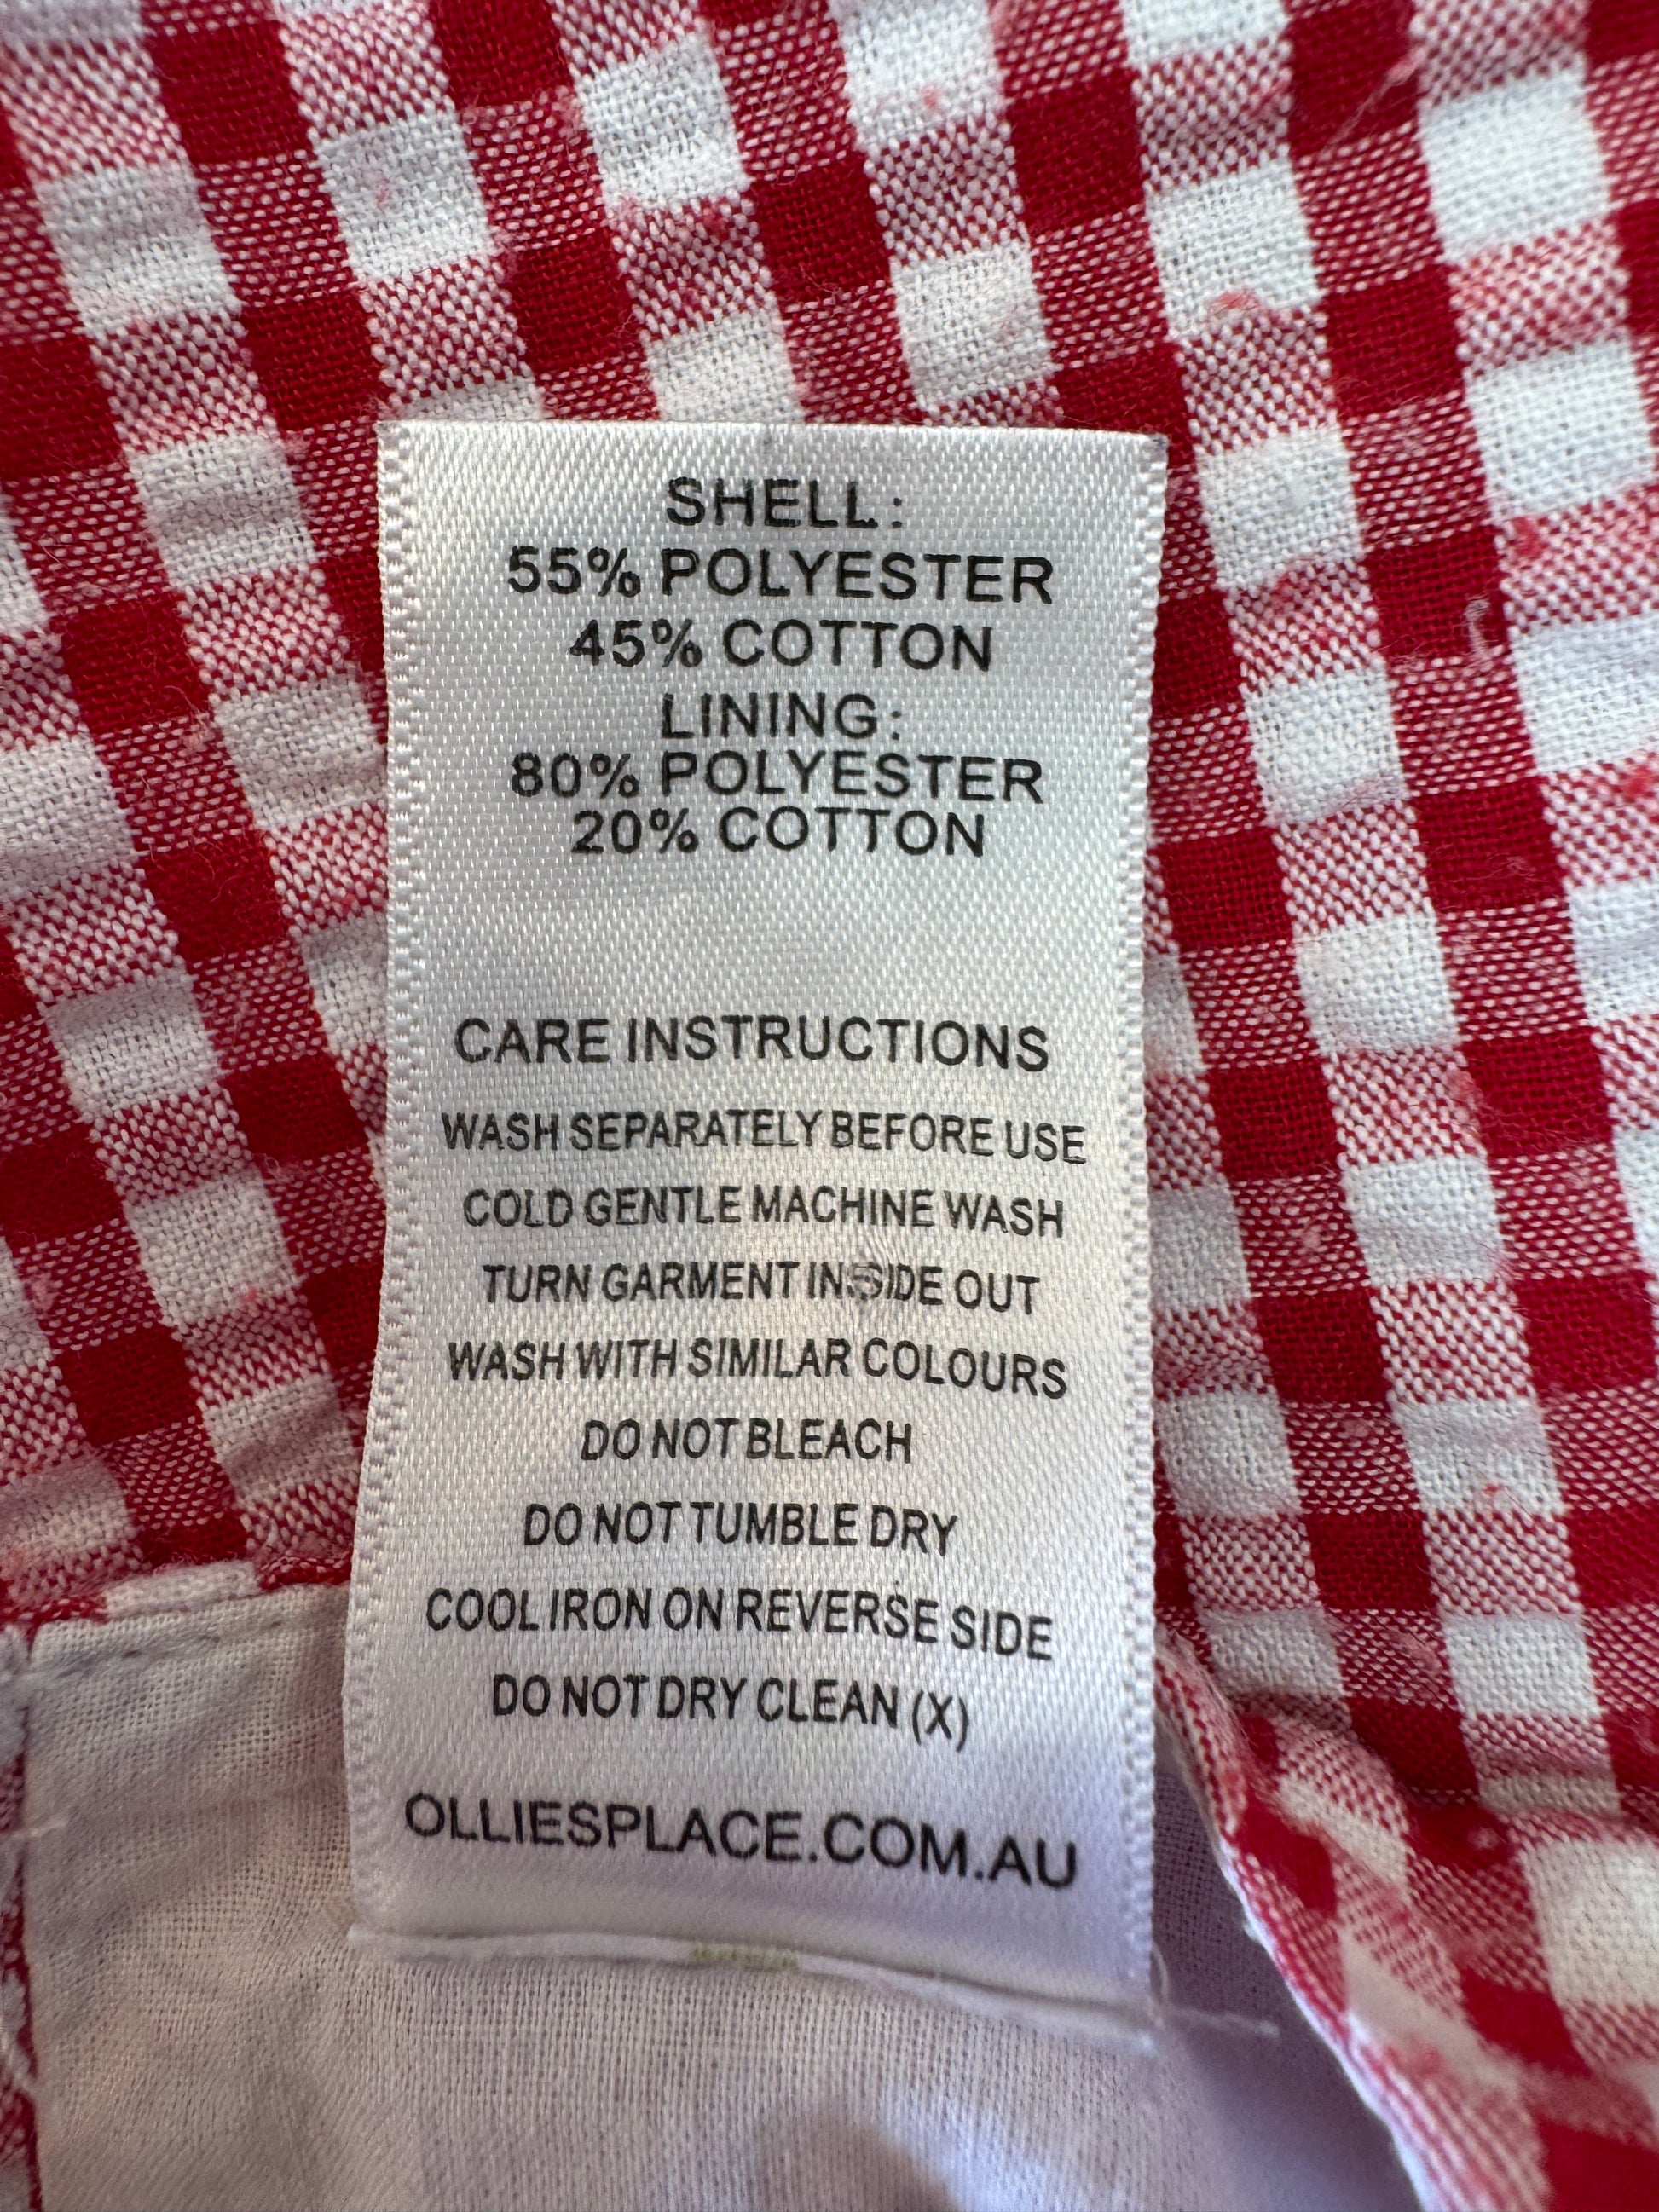 SHELL:
55% POLYESTER
45% COTTON
LINING:
80% POLYESTER
20% COTTON
CARE INSTRUCTIONS
WASH SEPARATELY BEFORE USE
COLD GENTLE MACHINE WASH
TURN GARMENT INSIDE OUT
WASH WITH SIMILAR COLOURS
DO NOT BLEACH
DO NOT TUMBLE DRY
COOL IRON ON REVERSE SIDE
DO NOT DRY CLEAN (X)
OLLIESPLACE.COM.AU